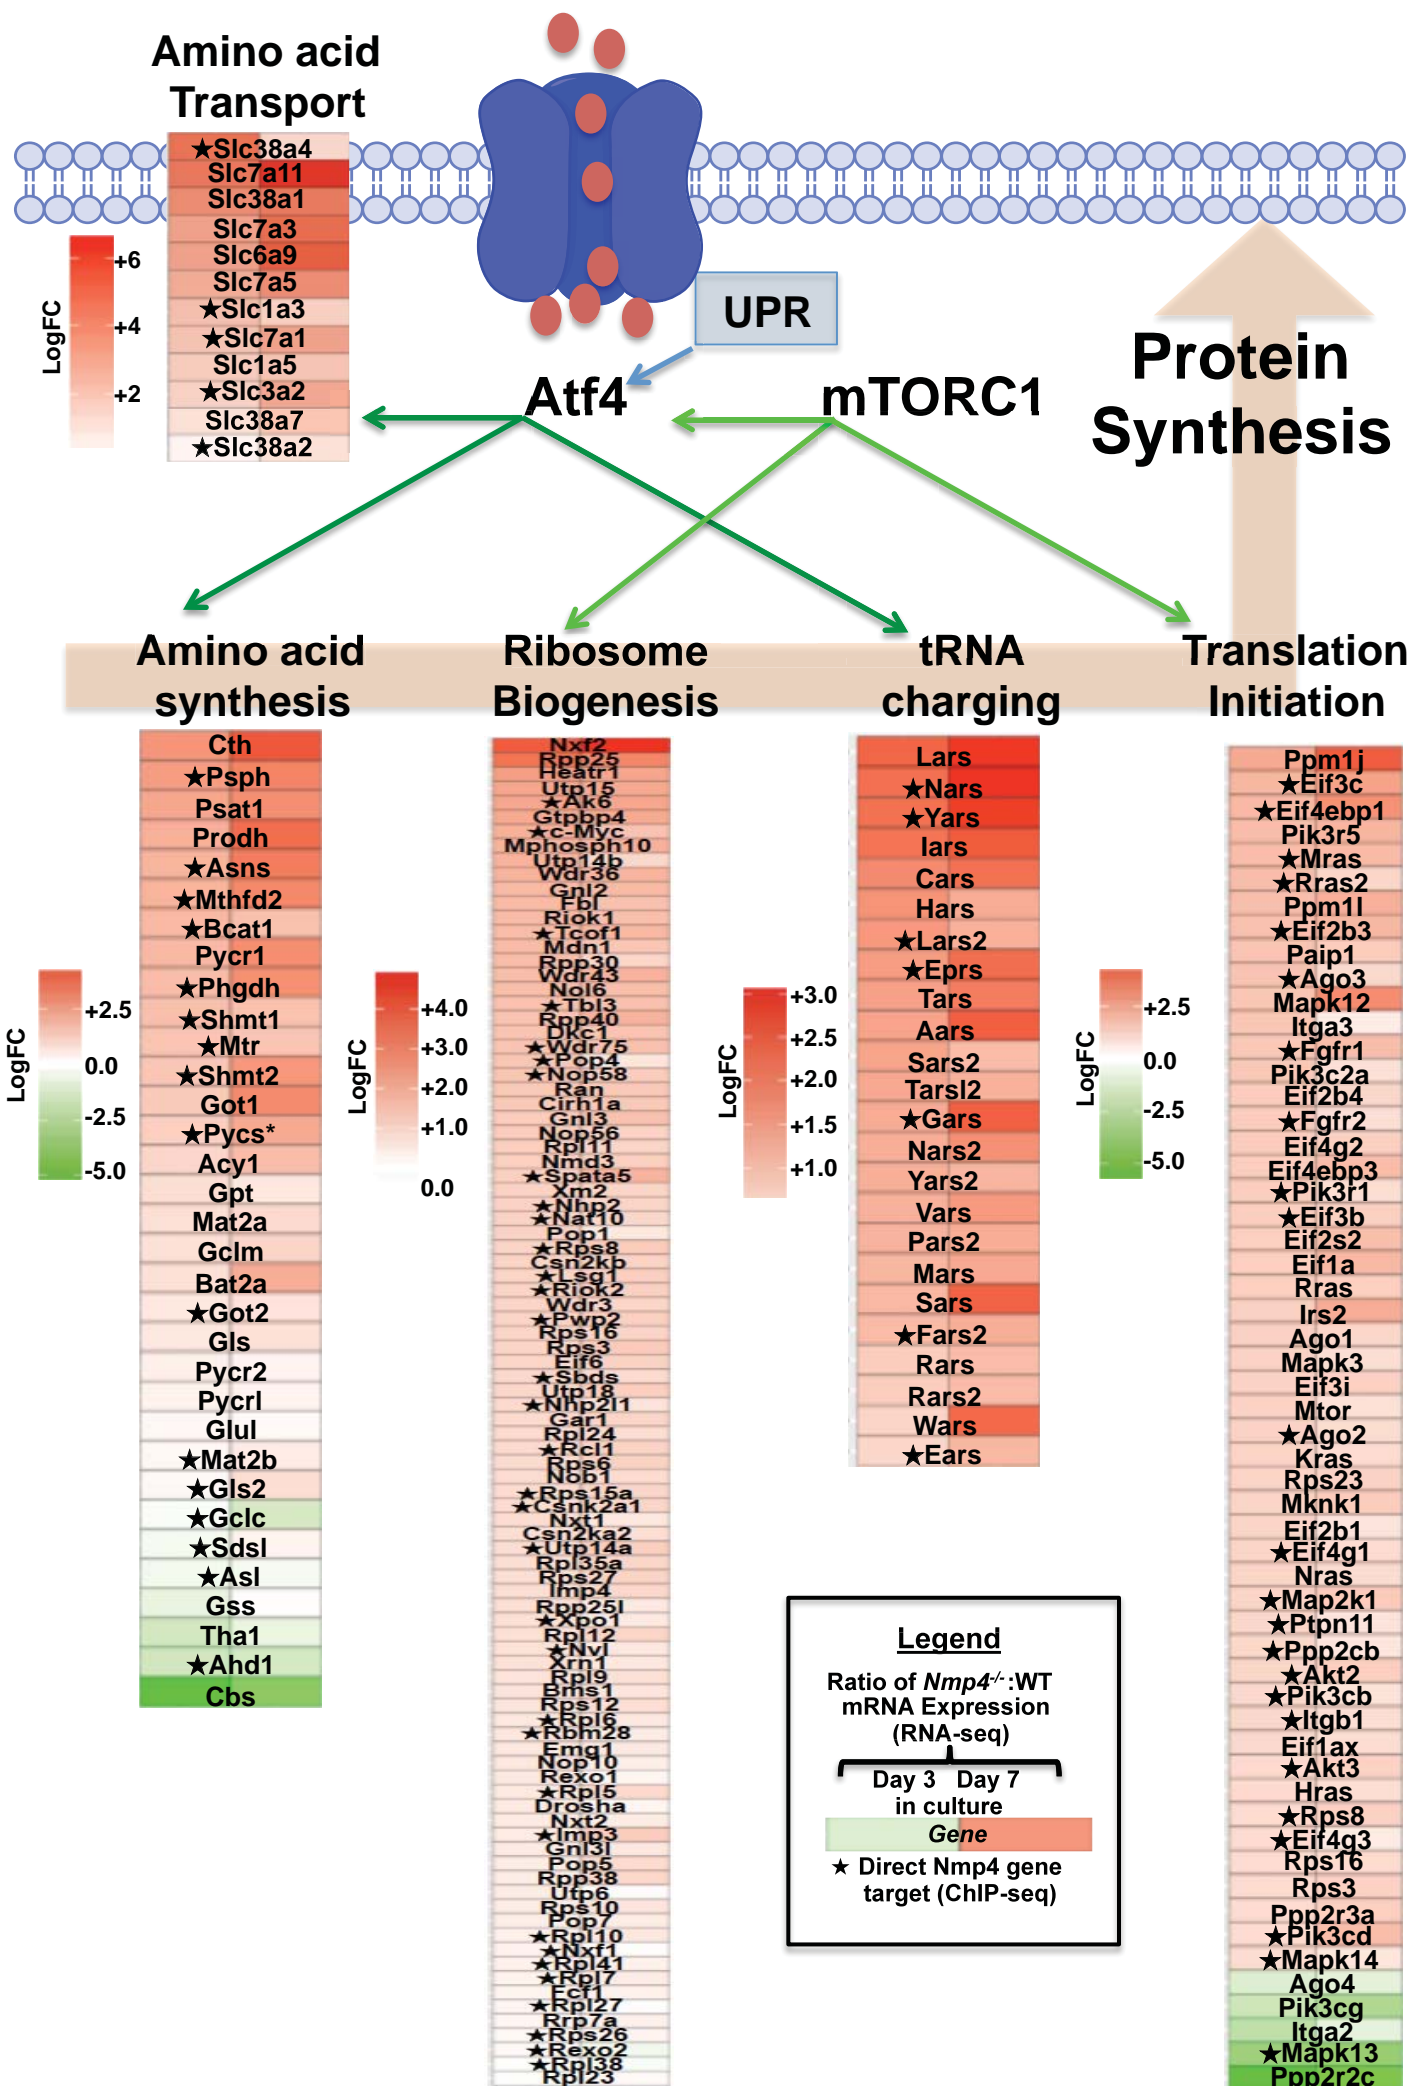 Amino acid
Transport
★Slc38a4
Slc7a11
Slc38a1
Slc7a3
Slc6a9
Slc7a5
★Slc1a3
★Slc7a1
Slc1a5
★Slc3a2
Slc38a7
★Slc38a2
LogFC
+6
+4
+2
UPR
Atf4
mTORC1
Protein
Synthesis
Amino acid
synthesis
Cth
★Psph
Psat1
Prodh
★Asns
★Mthfd2
★Bcat1
Pycr1
★Phgdh
★Shmt1
★Mtr
★Shmt2
Got1
★Pycs*
Acy1
Gpt
Mat2a
Gclm
Bat2a
★Got2
Gls
Pycr2
Pycrl
Glul
★Mat2b
★Gls2
★Gclc
★Sdsl
★Asl
Gss
Tha1
★Ahd1
Cbs
LogFC
+2.5
0.0
-2.5
-5.0
Ribosome
Biogenesis
Nxf2
Rpp25
Heatr1
Utp15
★Ak6
Gtpbp4
★c-Myc
Mphosph10
Utp14b
Wdr36
Gnl2
Fbl
Riok1
★Tcof1
Mdn1
Rpp30
Wdr43
Nol6
★Tbl3
Rpp40
Dkc1
★Wdr75
★Pop4
★Nop58
Ran
Cirh1a
Gnl3
Nop56
Rpl11
Nmd3
★Spata5
Xrn2
★Nhp2
★Nat10
Pop1
★Rps8
Csn2kb
★Lsg1
★Riok2
Wdr3
★Pwp2
Rps16
Rps3
Eif6
★Sbds
Utp18
★Nhp2l1
Gar1
Rpl24
★Rcl1
Rps6
Nob1
★Rps15a
★Csnk2a1
Nxt1
Csn2ka2
★Utp14a
Rpl35a
Rps27
Imp4
Rpp25l
★Xpo1
Rpl12
★Nvl
Xrn1
Rpl9
Bms1
Rps12
★Rpl6
★Rbm28
Emg1
Nop10
Rexo1
★Rpl5
Drosha
Nxt2
★Imp3
Gnl3l
Pop5
Rpp38
Utp6
Rps10
Pop7
★Rpl10
★Nxf1
★Rpl41
★Rpl7
Fcf1
★Rpl27
Rrp7a
★Rps26
★Rexo2
★Rpl38
Rpl23
LogFC
+4.0
+3.0
+2.0
+1.0
0.0
tRNA
charging
Lars
★Nars
★Yars
Iars
Cars
Hars
★Lars2
★Eprs
Tars
Aars
Sars2
Tarsl2
★Gars
Nars2
Yars2
Vars
Pars2
Mars
Sars
★Fars2
Rars
Rars2
Wars
★Ears
LogFC
+3.0
+2.5
+2.0
+1.5
+1.0
Translation
Initiation
Ppm1j
★Eif3c
★Eif4ebp1
Pik3r5
★Mras
★Rras2
Ppm1l
★Eif2b3
Paip1
★Ago3
Mapk12
Itga3
★Fgfr1
Pik3c2a
Eif2b4
★Fgfr2
Eif4g2
Eif4ebp3
★Pik3r1
★Eif3b
Eif2s2
Eif1a
Rras
Irs2
Ago1
Mapk3
Eif3i
Mtor
★Ago2
Kras
Rps23
Mknk1
Eif2b1
★Eif4g1
Nras
★Map2k1
★Ptpn11
★Ppp2cb
★Akt2
★Pik3cb
★Itgb1
Eif1ax
★Akt3
Hras
★Rps8
★Eif4g3
Rps16
Rps3
Ppp2r3a
★Pik3cd
★Mapk14
Ago4
Pik3cg
Itga2
★Mapk13
Ppp2r2c
LogFC
+2.5
0.0
-2.5
-5.0
Legend
Ratio of Nmp4-/-:WT
mRNA Expression
(RNA-seq)
Day 3 Day 7
in culture
Gene
★ Direct Nmp4 gene
target (ChIP-seq)